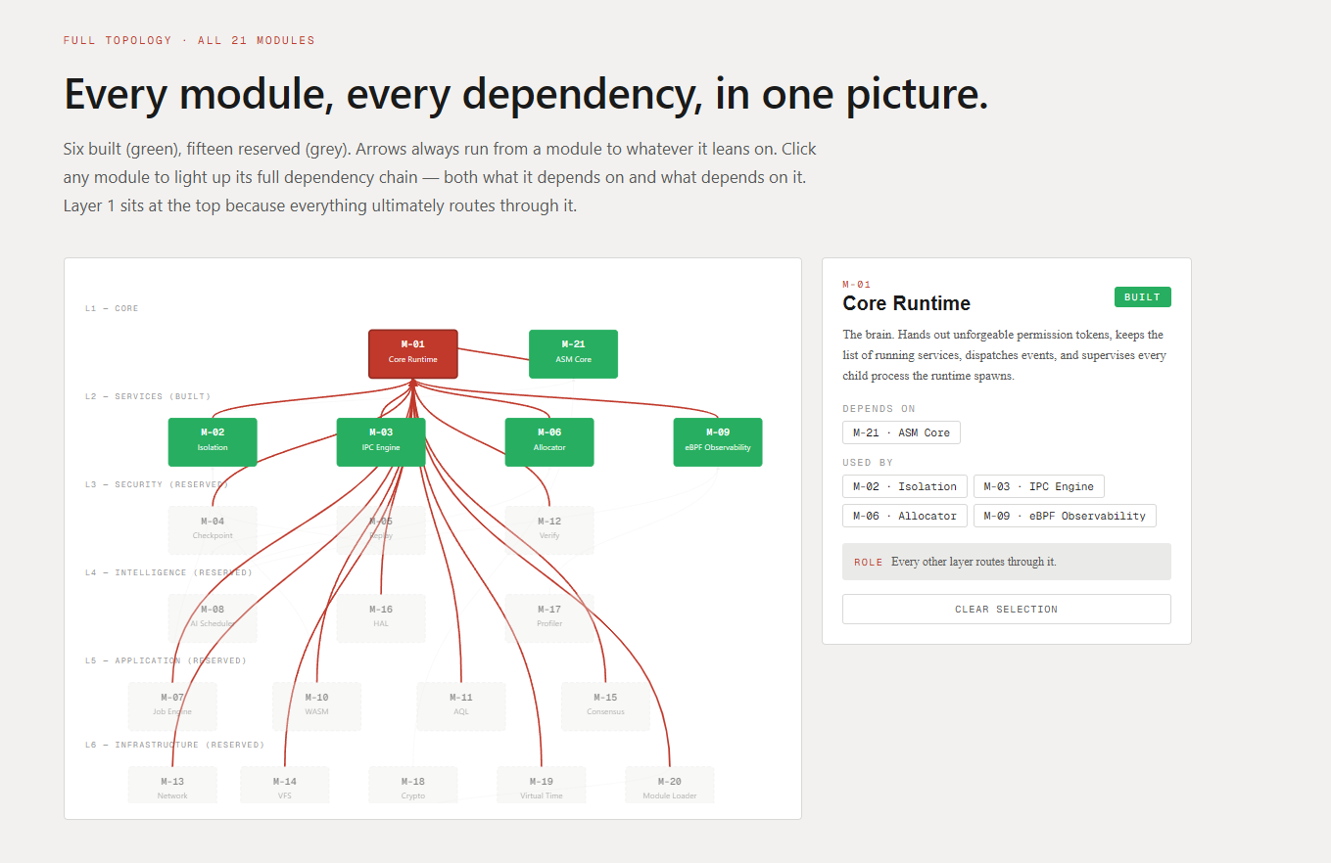 FULL TOPOLOGY · ALL 21 MODULES
Every module, every dependency, in one picture.
Six built (green), fifteen reserved (grey). Arrows always run from a module to whatever it leans on. Click
any module to light up its full dependency chain — both what it depends on and what depends on it.
Layer 1 sits at the top because everything ultimately routes through it.
L1 — CORE
M-01
Core Runtime
M-21
ASM Core
L2 — SERVICES (BUILT)
M-02
Isolation
M-03
IPC Engine
M-06
Allocator
M-09
eBPF Observability
L3 — SECURITY (RESERVED)
M-04
Checkpoint
M-05
Replay
M-12
Verify
L4 — INTELLIGENCE (RESERVED)
M-08
AI Scheduler
M-16
HAL
M-17
Profiler
L5 — APPLICATION (RESERVED)
M-07
Job Engine
M-10
WASM
M-11
AQL
M-15
Consensus
L6 — INFRASTRUCTURE (RESERVED)
M-13
Network
M-14
VFS
M-18
Crypto
M-19
Virtual Time
M-20
Module Loader
M-01
Core Runtime
BUILT
The brain. Hands out unforgeable permission tokens, keeps the
list of running services, dispatches events, and supervises every
child process the runtime spawns.
DEPENDS ON
M-21 · ASM Core
USED BY
M-02 · Isolation
M-03 · IPC Engine
M-06 · Allocator
M-09 · eBPF Observability
ROLE Every other layer routes through it.
CLEAR SELECTION